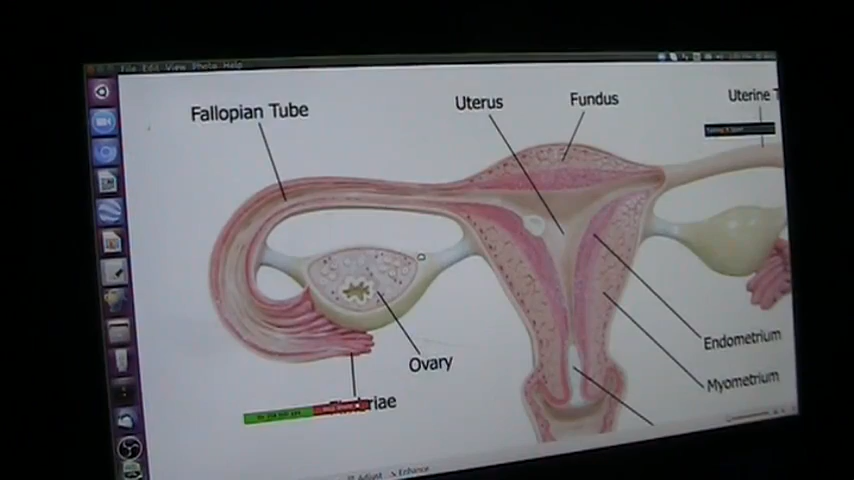 File Edit View Photo Help
Fallopian Tube
Uterus
Fundus
Uterine T
Ovary
Endometrium
Myometrium
Adjust
Enhance